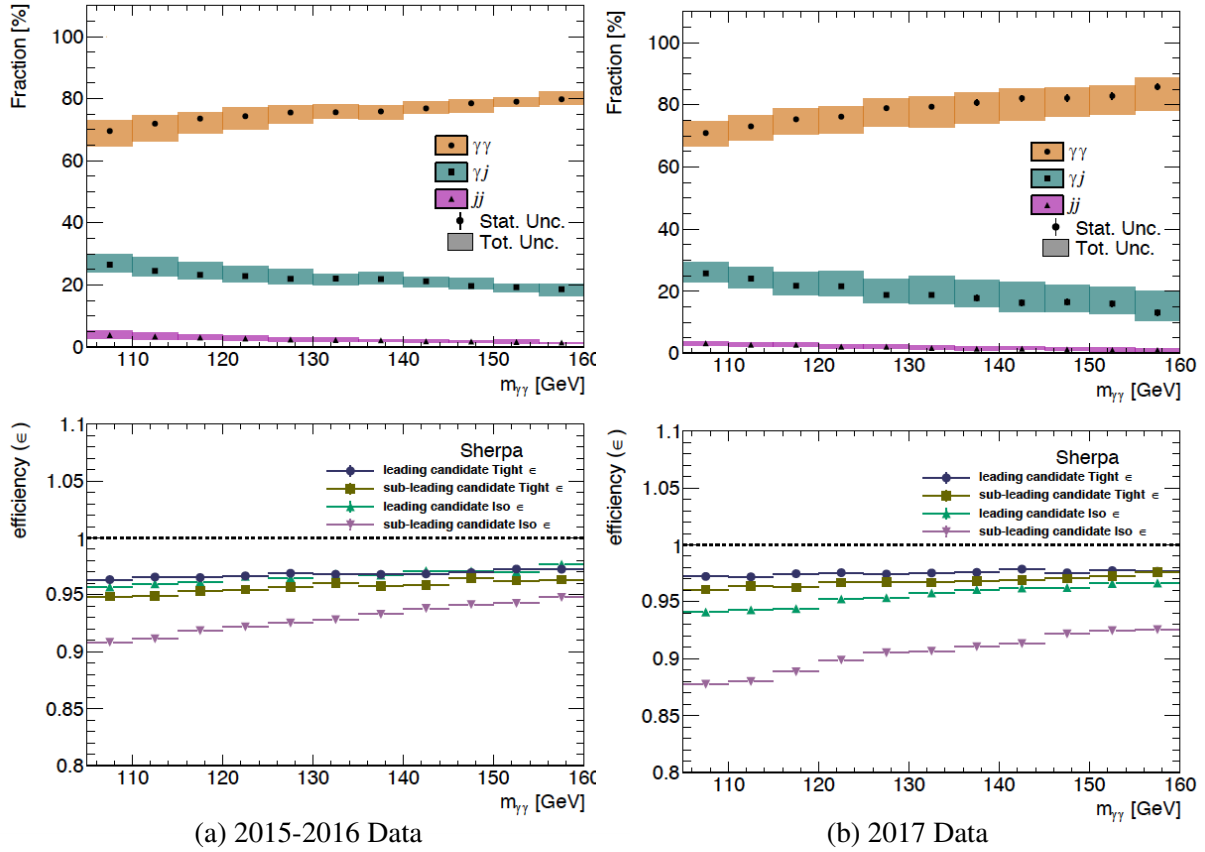 Fraction [%]
100
80
60
40
20
0
γγ
γj
jj
Stat. Unc.
Tot. Unc.
110 120 130 140 150 160
mγγ [GeV]
Fraction [%]
100
80
60
40
20
0
γγ
γj
jj
Stat. Unc.
Tot. Unc.
110 120 130 140 150 160
mγγ [GeV]
efficiency (ϵ)
1.1
1.05
1
0.95
0.9
0.85
0.8
Sherpa
leading candidate Tight ϵ
sub-leading candidate Tight ϵ
leading candidate Iso ϵ
sub-leading candidate Iso ϵ
110 120 130 140 150 160
mγγ [GeV]
efficiency (ϵ)
1.1
1.05
1
0.95
0.9
0.85
0.8
Sherpa
leading candidate Tight ϵ
sub-leading candidate Tight ϵ
leading candidate Iso ϵ
sub-leading candidate Iso ϵ
110 120 130 140 150 160
mγγ [GeV]
(a) 2015-2016 Data
(b) 2017 Data